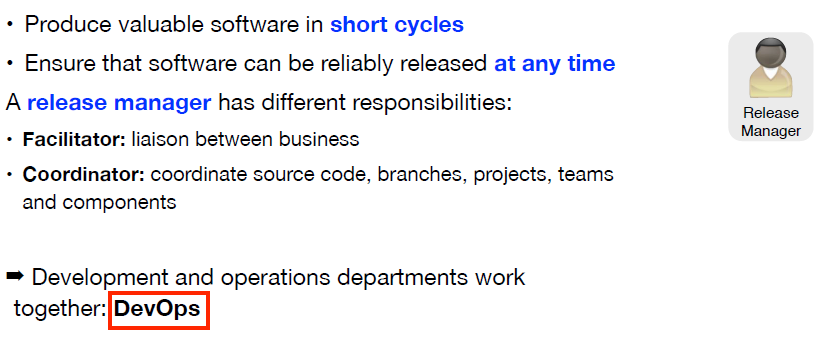 • Produce valuable software in short cycles
• Ensure that software can be reliably released at any time
A release manager has different responsibilities:
• Facilitator: liaison between business
• Coordinator: coordinate source code, branches, projects, teams
and components
➡ Development and operations departments work
together: DevOps
Release
Manager